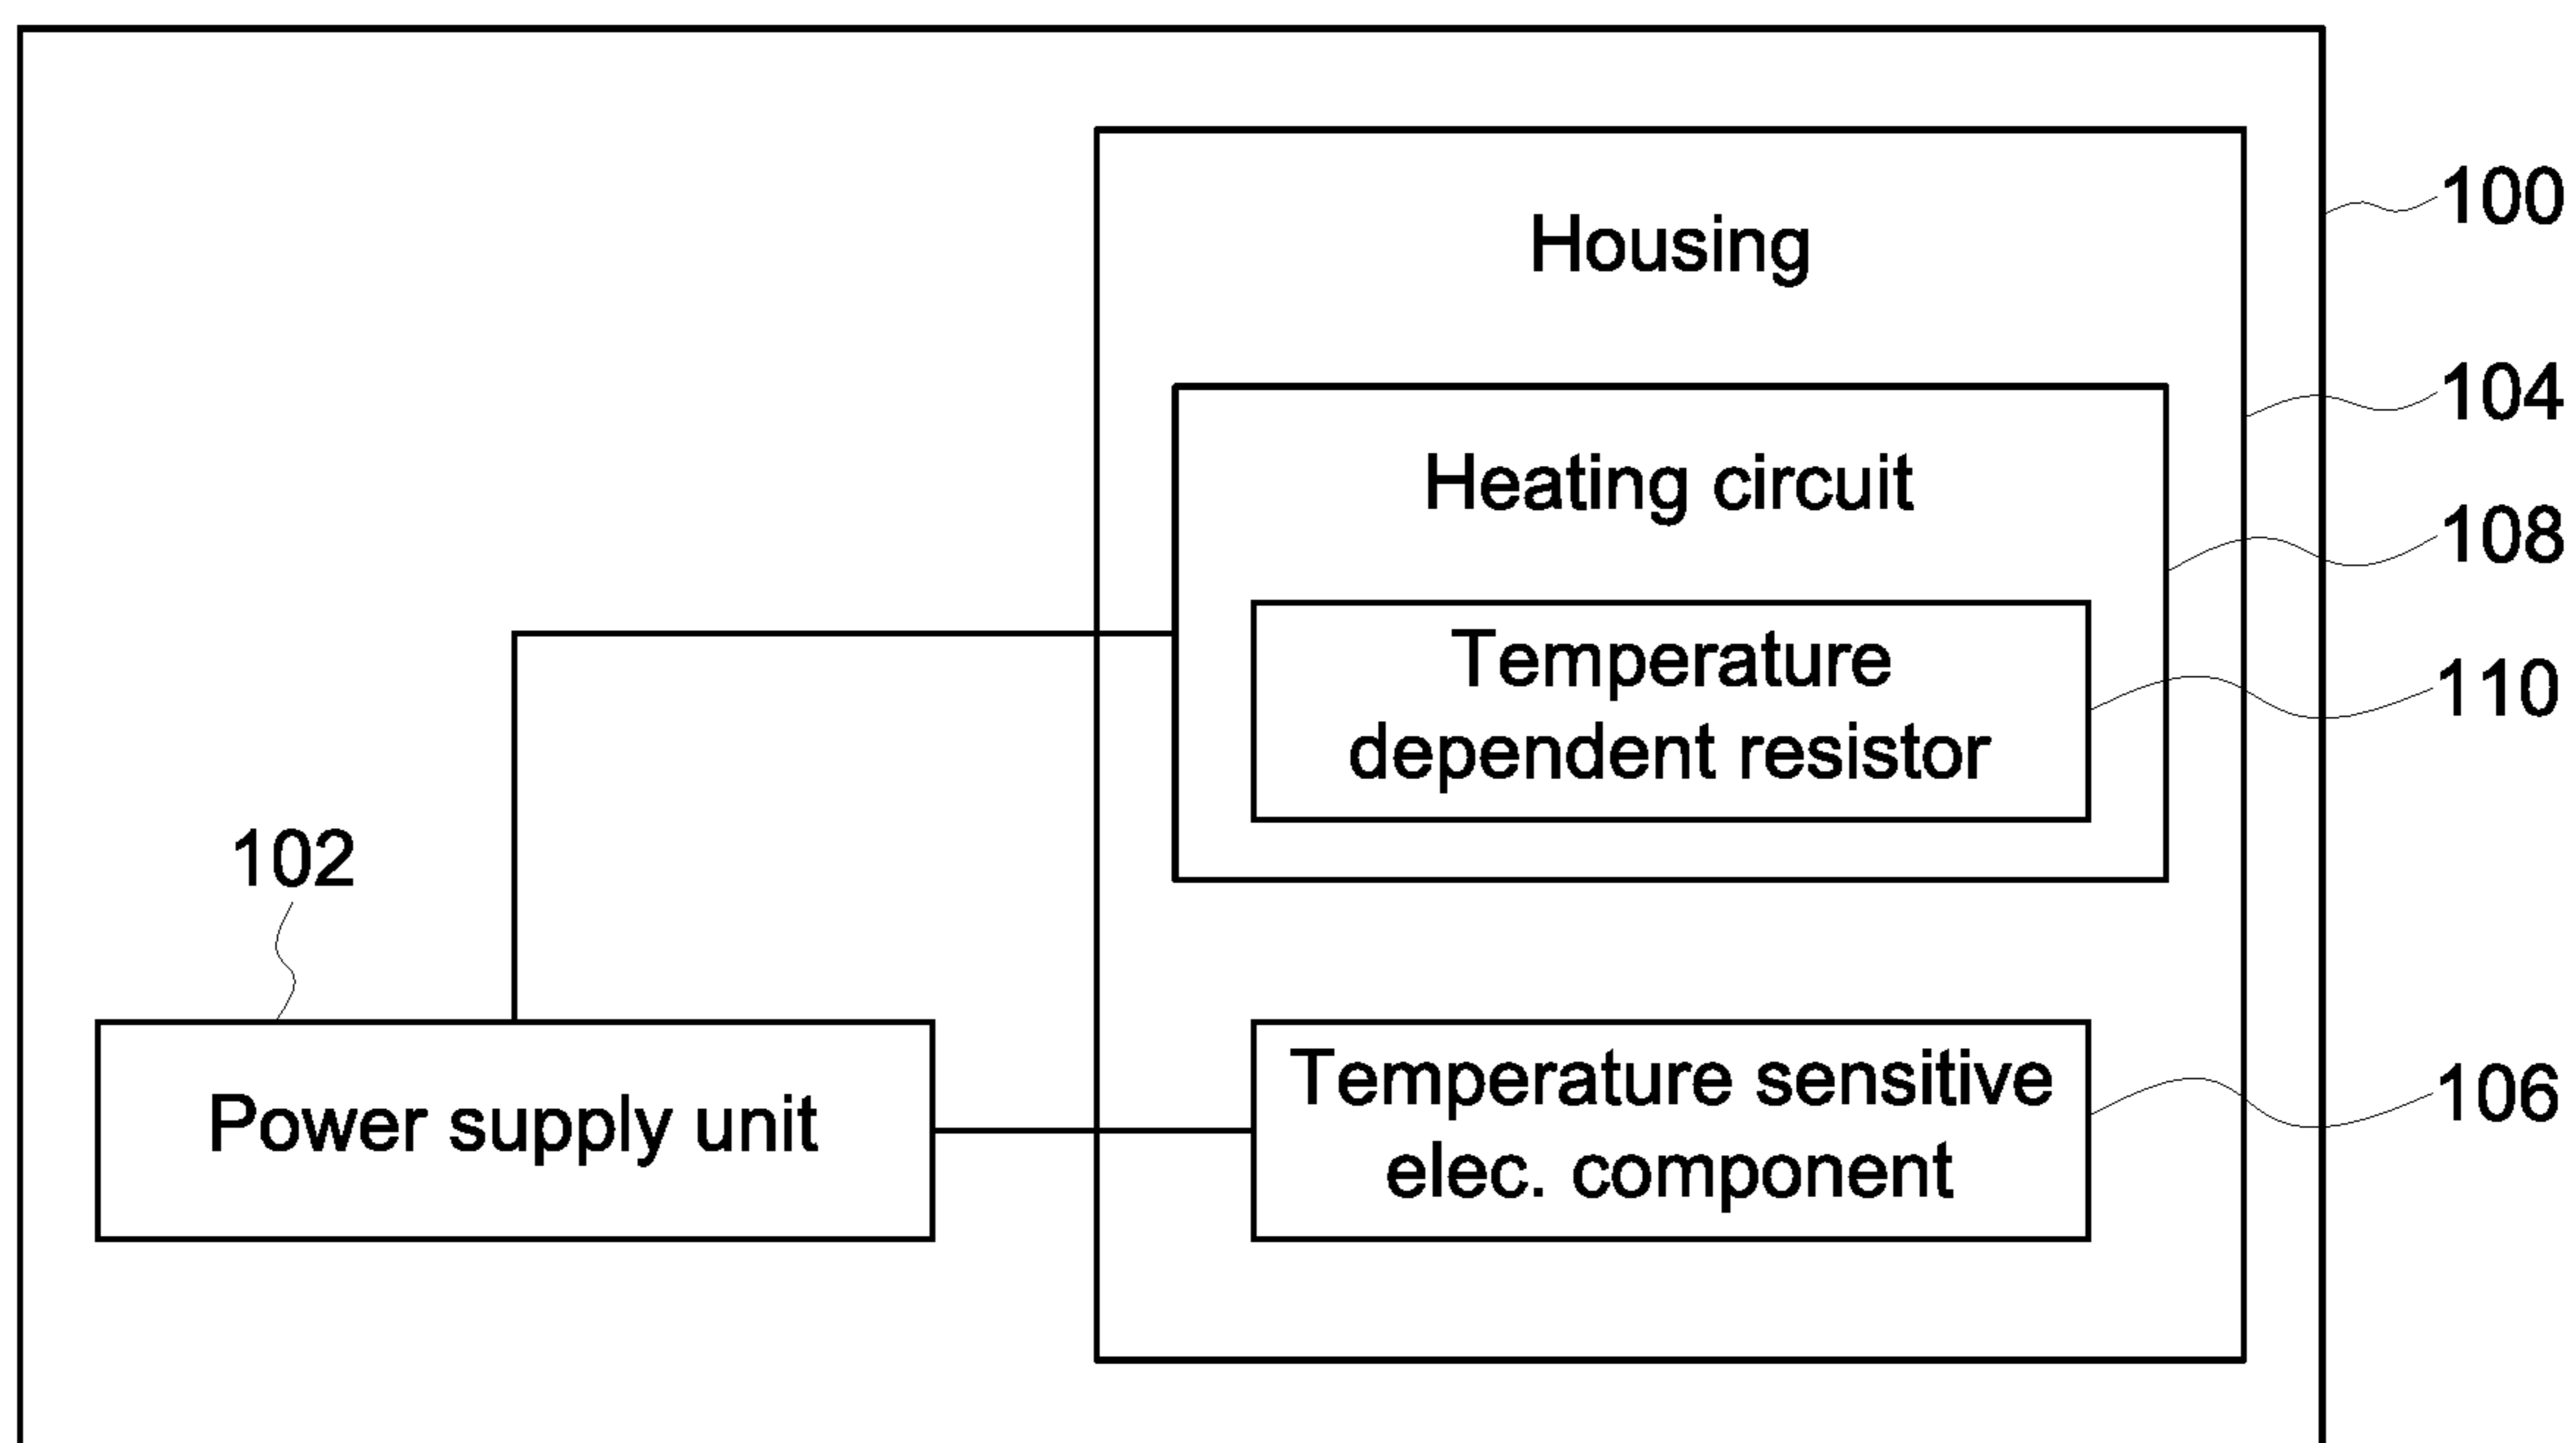 100
Housing
104
Heating circuit
108
Temperature
dependent resistor
110
102
Power supply unit
Temperature sensitive
elec. component
106